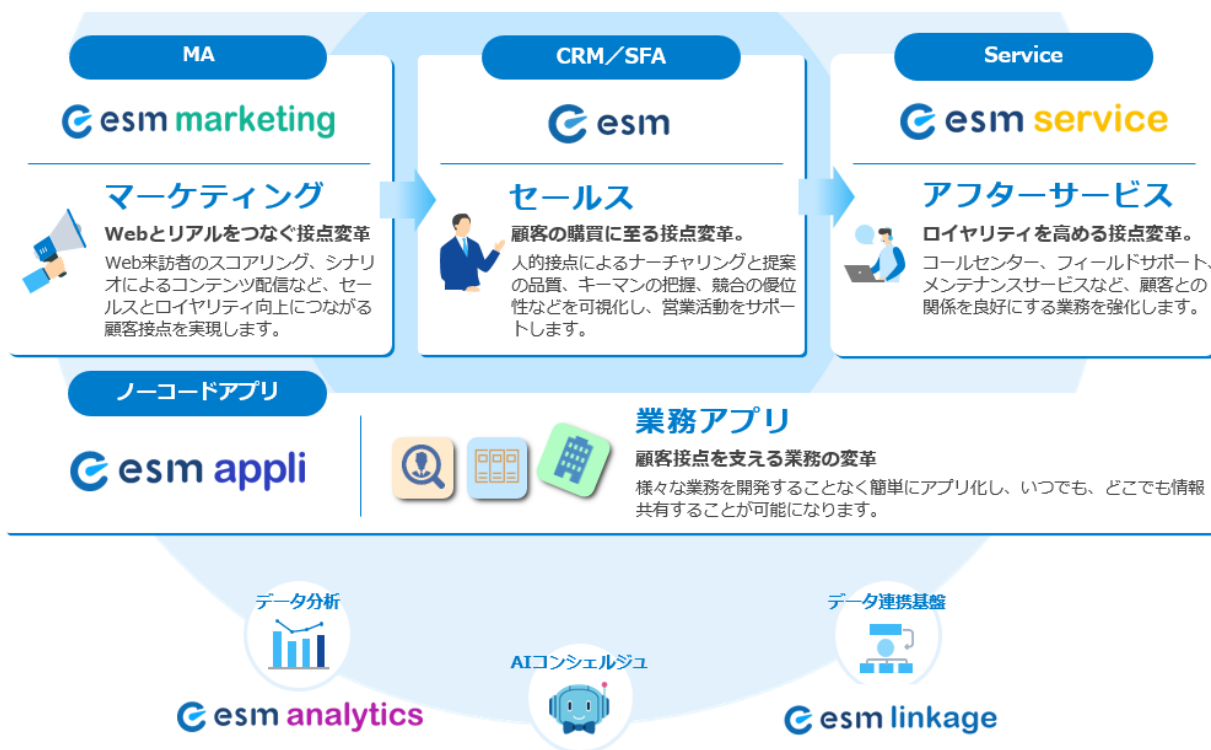 MA
esm marketing
マーケティング
Webとリアルをつなぐ接点変革
Web来訪者のスコアリング、シナリ
オによるコンテンツ配信など、セー
ルスとロイヤリティ向上につながる
顧客接点を実現します。
CRM／SFA
esm
セールス
顧客の購買に至る接点変革。
人的接点によるナーチャリングと提案
の品質、キーマンの把握、競合の優位
性などを可視化し、営業活動をサポー
トします。
Service
esm service
アフターサービス
ロイヤリティを高める接点変革。
コールセンター、フィールドサポート、
メンテナンスサービスなど、顧客との
関係を良好にする業務を強化します。
ノーコードアプリ
esm appli
業務アプリ
顧客接点を支える業務の変革
様々な業務を開発することなく簡単にアプリ化し、いつでも、どこでも情報
共有することが可能になります。
データ分析
esm analytics
AIコンシェルジュ
データ連携基盤
esm linkage